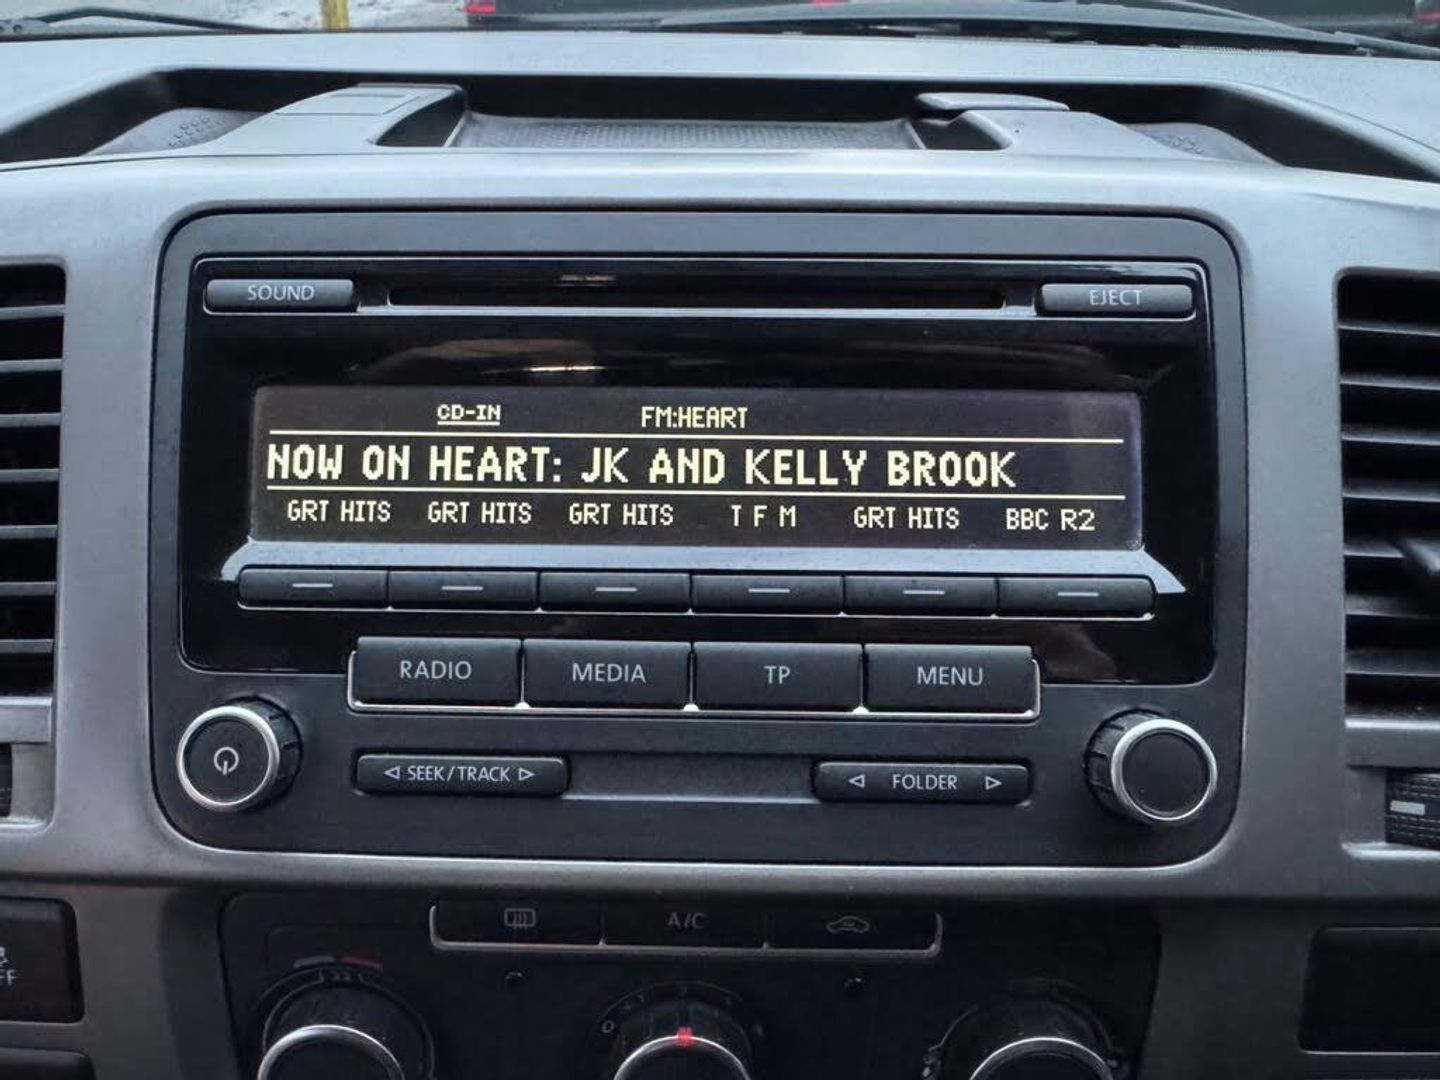 SOUND
EJECT
CD-IN FM:HEART
NOW ON HEART: JK AND KELLY BROOK
GRT HITS GRT HITS GRT HITS T F M GRT HITS BBC R2
RADIO MEDIA TP MENU
◁ SEEK/TRACK ▷
◁ FOLDER ▷
A/C